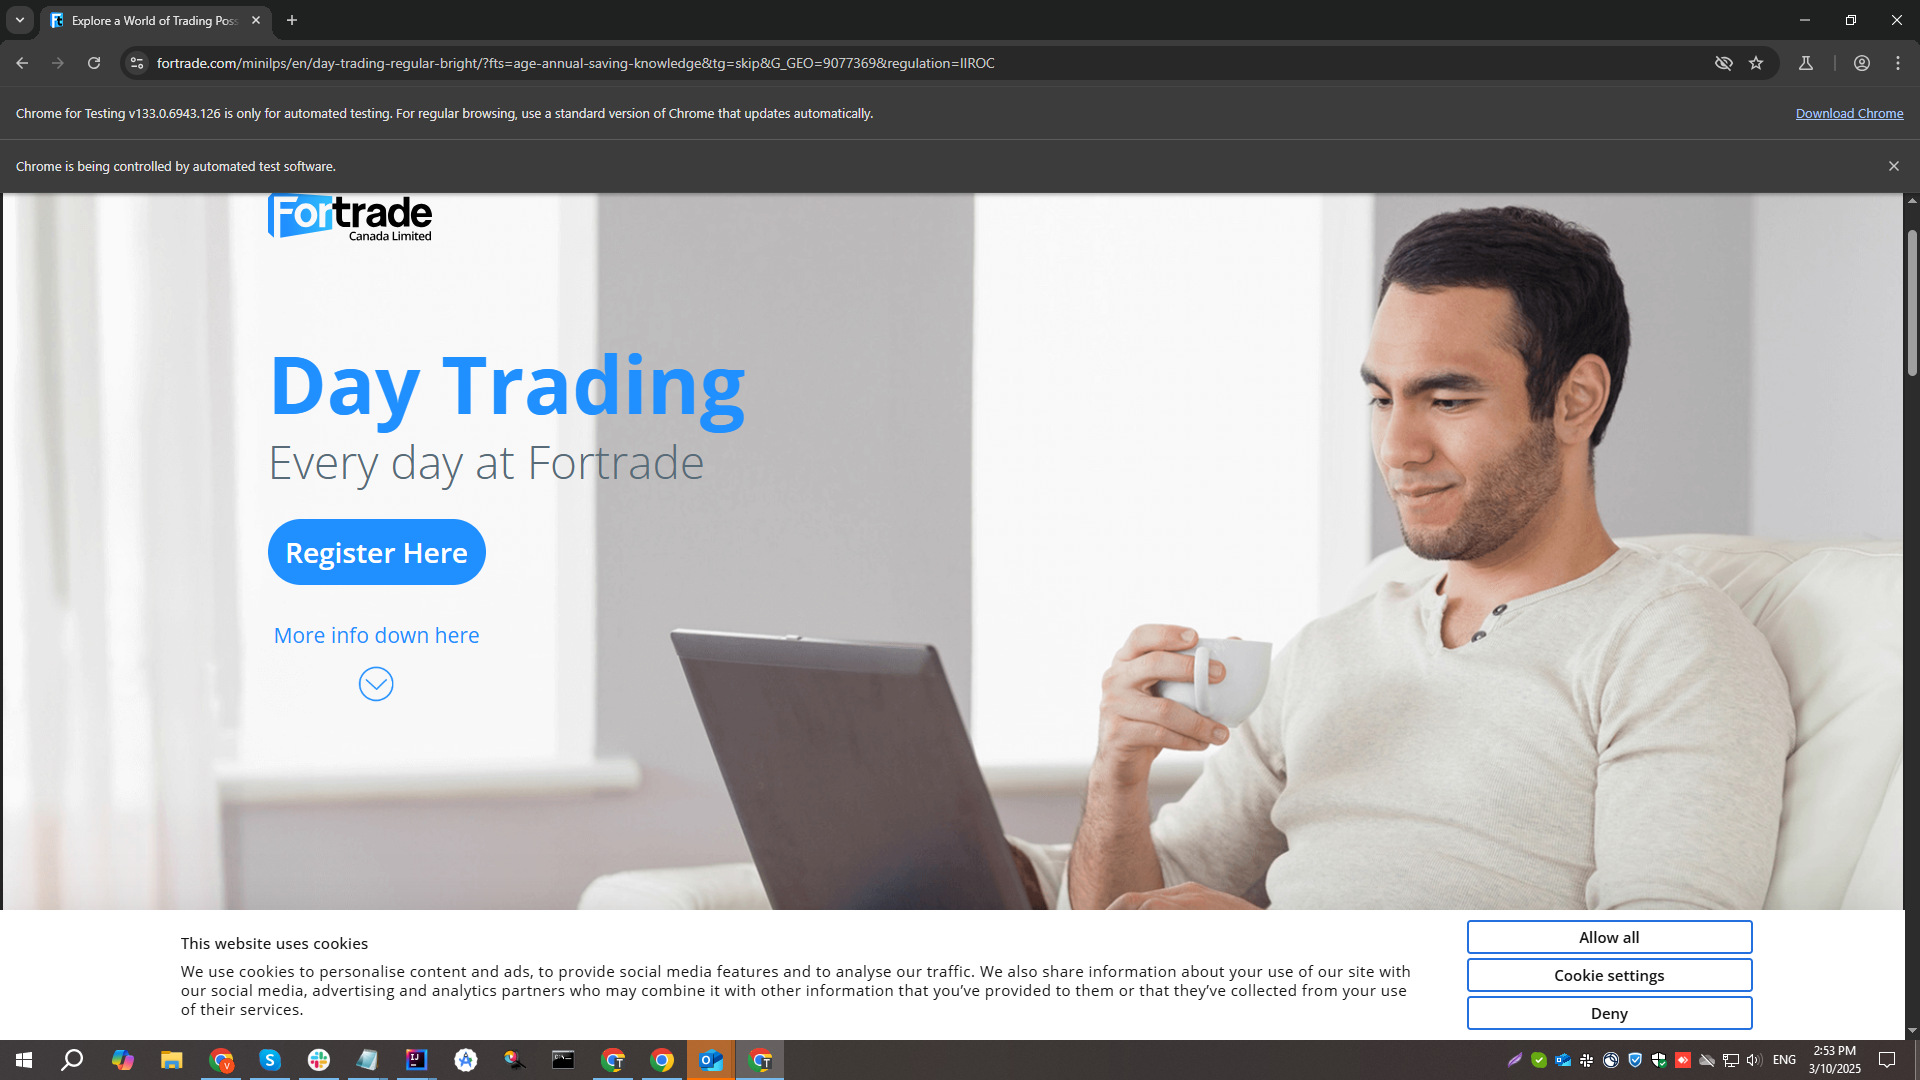 Explore a World of Trading Pos
fortrade.com/minilps/en/day-trading-regular-bright/?fts=age-annual-saving-knowledge&tg=skip&G_GEO=9077369&regulation=IIROC
Chrome for Testing v133.0.6943.126 is only for automated testing. For regular browsing, use a standard version of Chrome that updates automatically.
Download Chrome
Chrome is being controlled by automated test software.
Fortrade
Canada Limited
Day Trading
Every day at Fortrade
Register Here
More info down here
This website uses cookies
We use cookies to personalise content and ads, to provide social media features and to analyse our traffic. We also share information about your use of our site with
our social media, advertising and analytics partners who may combine it with other information that you've provided to them or that they've collected from your use
of their services.
Allow all
Cookie settings
Deny
ENG
2:53 PM
3/10/2025